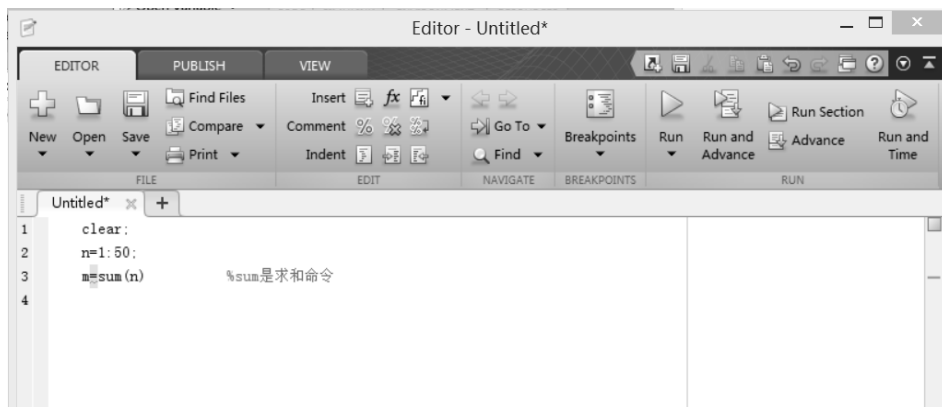 Editor - Untitled*
EDITOR PUBLISH VIEW
Find Files Insert fx
New Open Save Compare Comment Go To Breakpoints Run Run and Advance Run Section Advance Run and Time
Print Indent Find
FILE EDIT NAVIGATE BREAKPOINTS RUN
Untitled*
1 clear;
2 n=1:50;
3 m=sum(n) %sum是求和命令
4